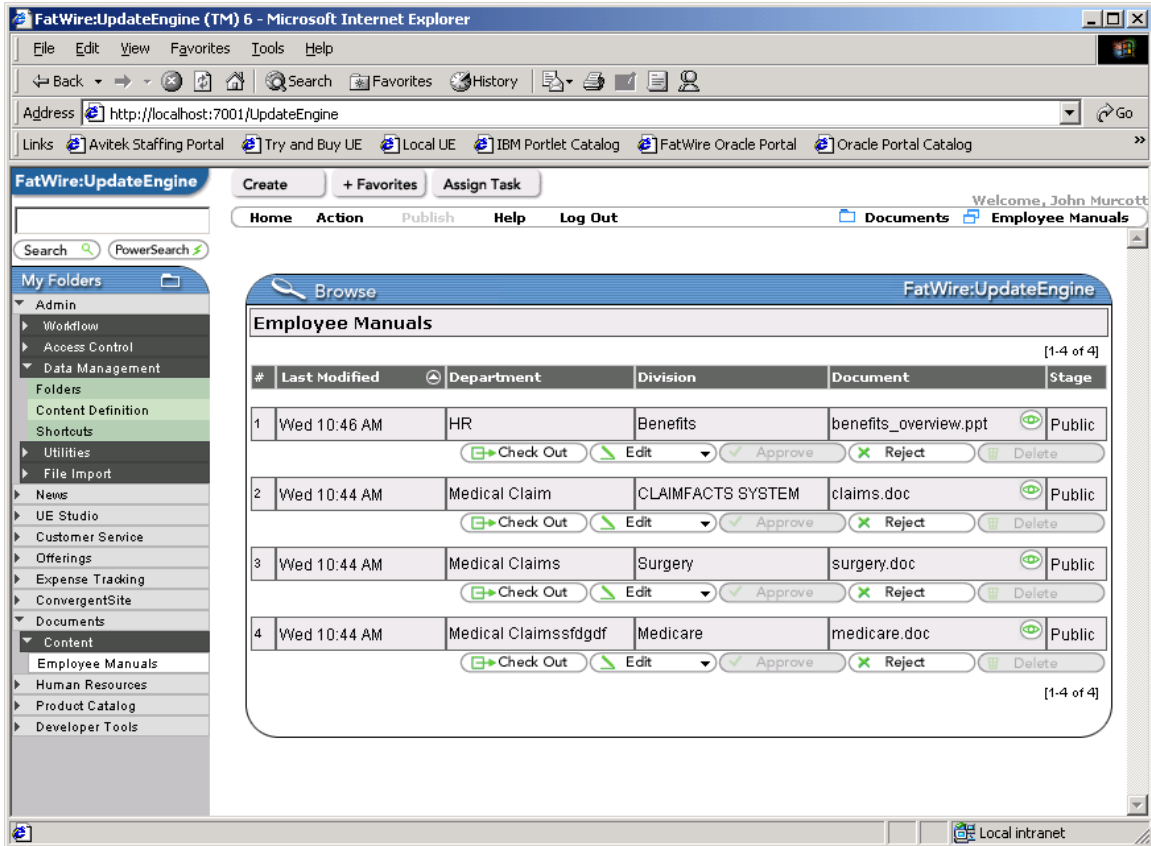 FatWire:UpdateEngine (TM) 6 - Microsoft Internet Explorer
File Edit View Favorites Tools Help
Back Search Favorites History
Address http://localhost:7001/UpdateEngine Go
Links Avitek Staffing Portal Try and Buy UE Local UE IBM Portlet Catalog FatWire Oracle Portal Oracle Portal Catalog »
FatWire:UpdateEngine
Create + Favorites Assign Task
Welcome, John Murcott
Home Action Publish Help Log Out Documents Employee Manuals
Search PowerSearch
My Folders
Admin
Workflow
Access Control
Data Management
Folders
Content Definition
Shortcuts
Utilities
File Import
News
UE Studio
Customer Service
Offerings
Expense Tracking
ConvergentSite
Documents
Content
Employee Manuals
Human Resources
Product Catalog
Developer Tools
Browse FatWire:UpdateEngine
Employee Manuals
[1-4 of 4]
# Last Modified Department Division Document Stage
1 Wed 10:46 AM HR Benefits benefits_overview.ppt Public
Check Out Edit Approve Reject Delete
2 Wed 10:44 AM Medical Claim CLAIMFACTS SYSTEM claims.doc Public
Check Out Edit Approve Reject Delete
3 Wed 10:44 AM Medical Claims Surgery surgery.doc Public
Check Out Edit Approve Reject Delete
4 Wed 10:44 AM Medical Claimssfdgdf Medicare medicare.doc Public
Check Out Edit Approve Reject Delete
[1-4 of 4]
Local intranet